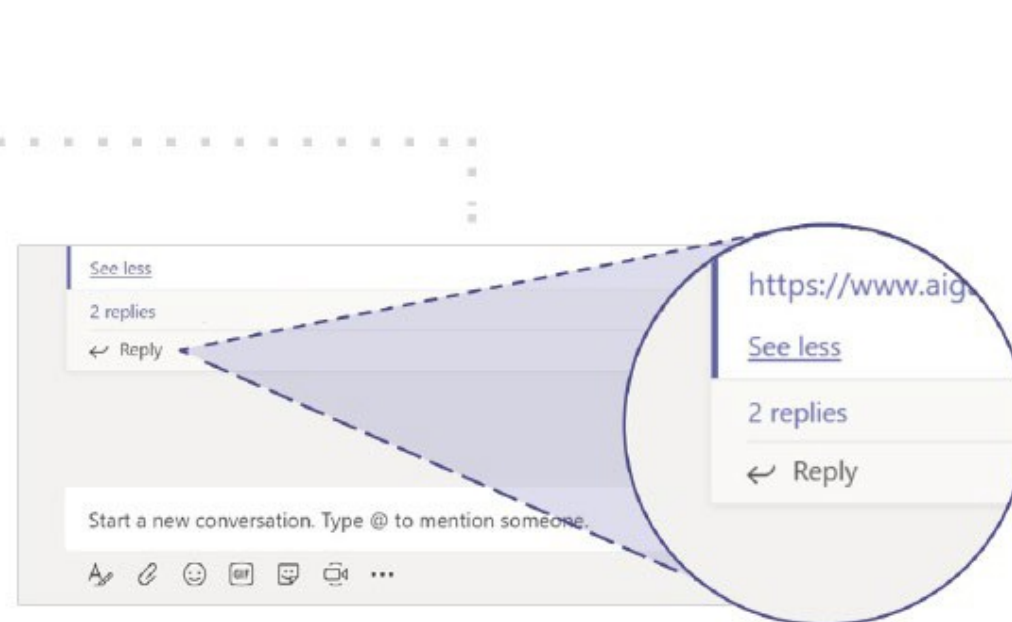 See less
2 replies
Reply
Start a new conversation. Type @ to mention someone.
GIF
https://www.aig
See less
2 replies
Reply